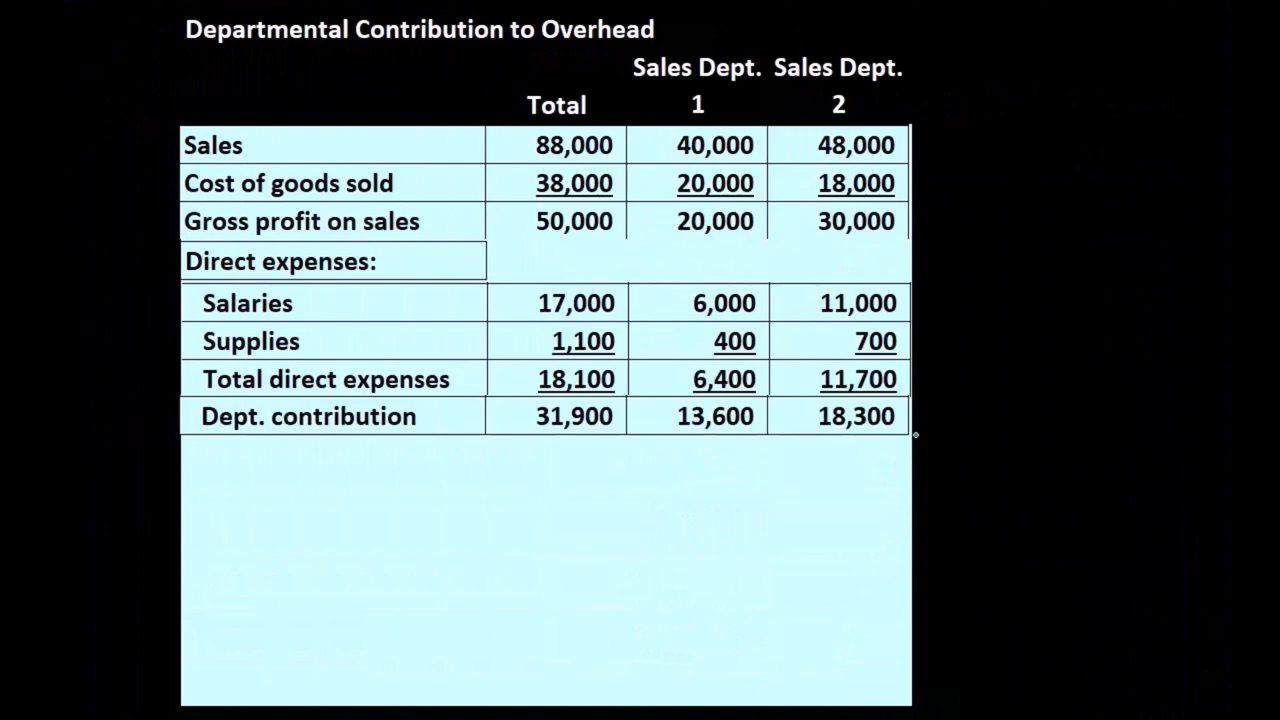 Departmental Contribution to Overhead
Sales Dept. Sales Dept.
Total 1 2
Sales 88,000 40,000 48,000
Cost of goods sold 38,000 20,000 18,000
Gross profit on sales 50,000 20,000 30,000
Direct expenses:
Salaries 17,000 6,000 11,000
Supplies 1,100 400 700
Total direct expenses 18,100 6,400 11,700
Dept. contribution 31,900 13,600 18,300